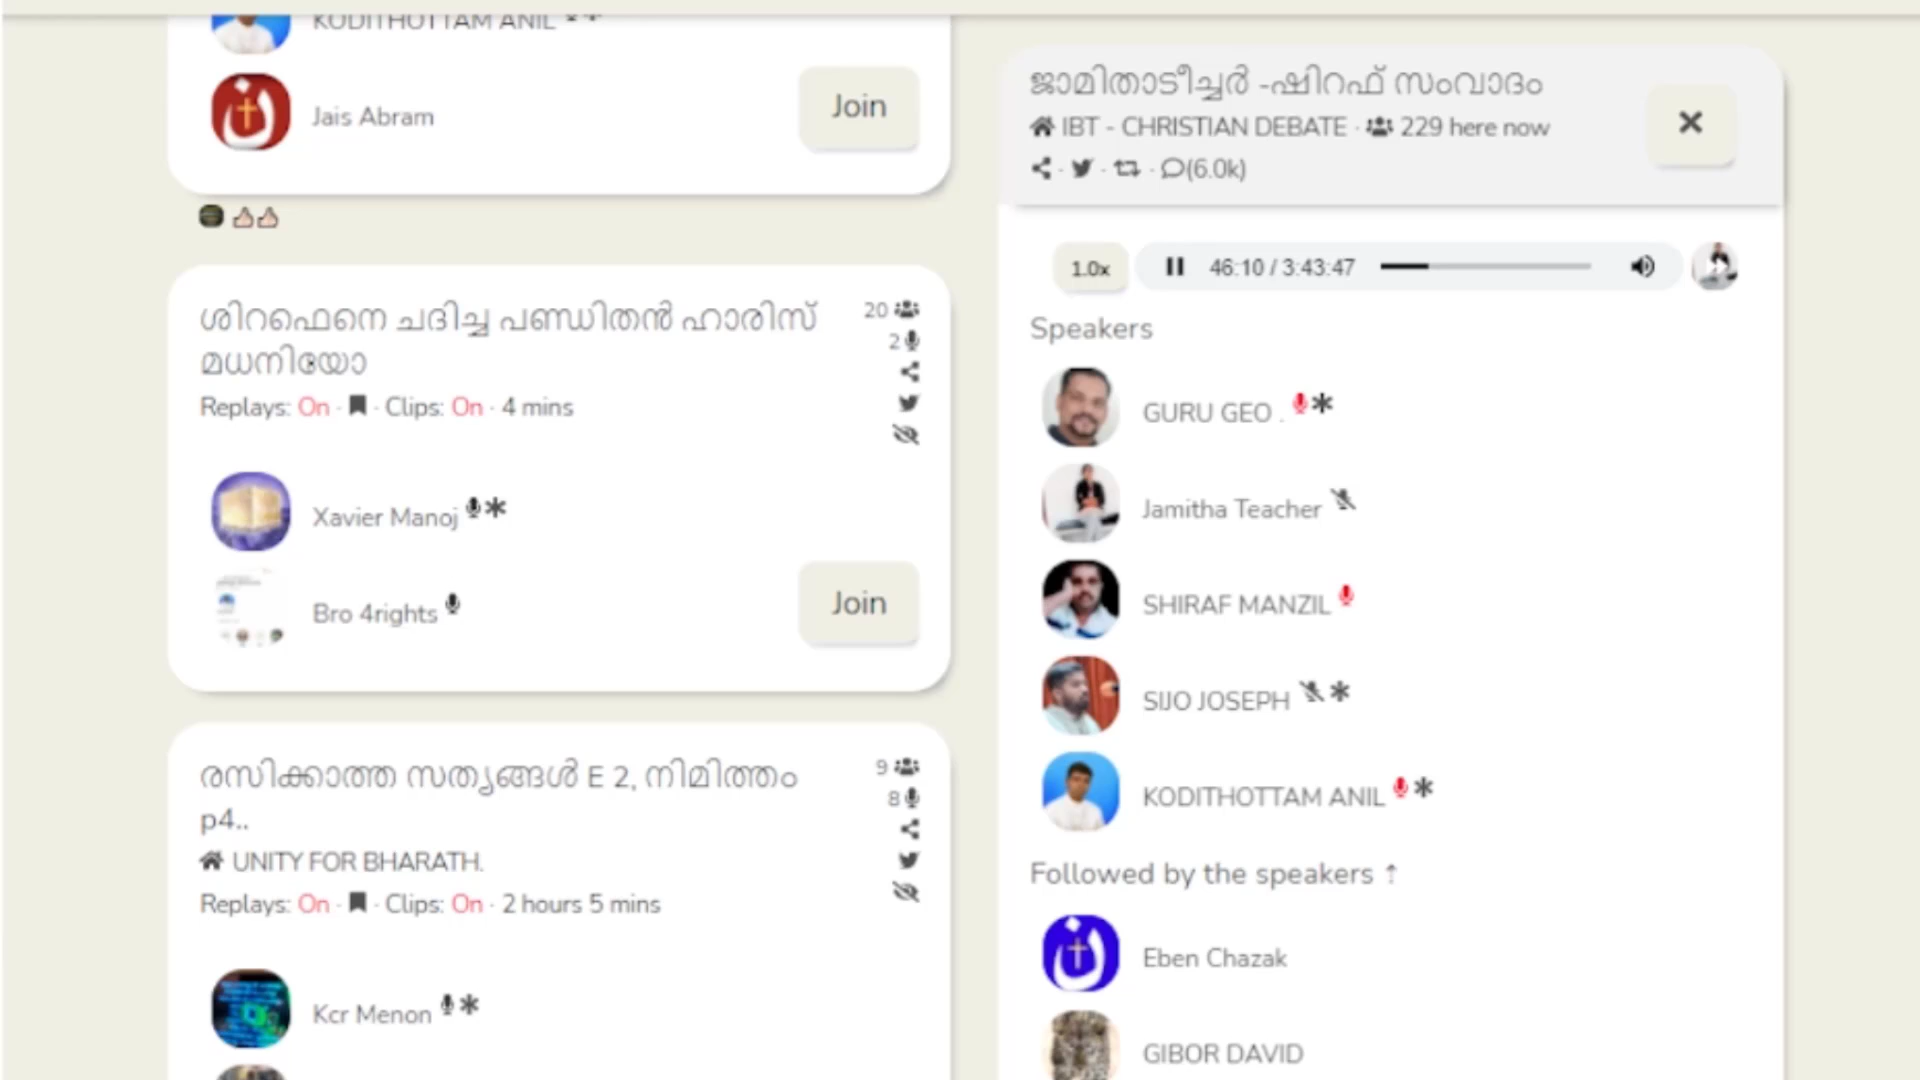 KODITHOTTAM ANIL
Jais Abram
Join
ശിറഫെനെ ചദിച്ച പണ്ഡിതൻ ഹാരിസ്
മധനിയോ
20
2
Replays: On · Clips: On · 4 mins
Xavier Manoj
Bro 4rights
Join
രസിക്കാത്ത സത്യങ്ങൾ E 2, നിമിത്തം
p4..
9
8
UNITY FOR BHARATH.
Replays: On · Clips: On · 2 hours 5 mins
Kcr Menon
ജാമിതാടീച്ചർ -ഷിറഫ് സംവാദം
IBT - CHRISTIAN DEBATE · 229 here now
(6.0k)
1.0x
46:10 / 3:43:47
Speakers
GURU GEO .
Jamitha Teacher
SHIRAF MANZIL
SIJO JOSEPH
KODITHOTTAM ANIL
Followed by the speakers ↑
Eben Chazak
GIBOR DAVID